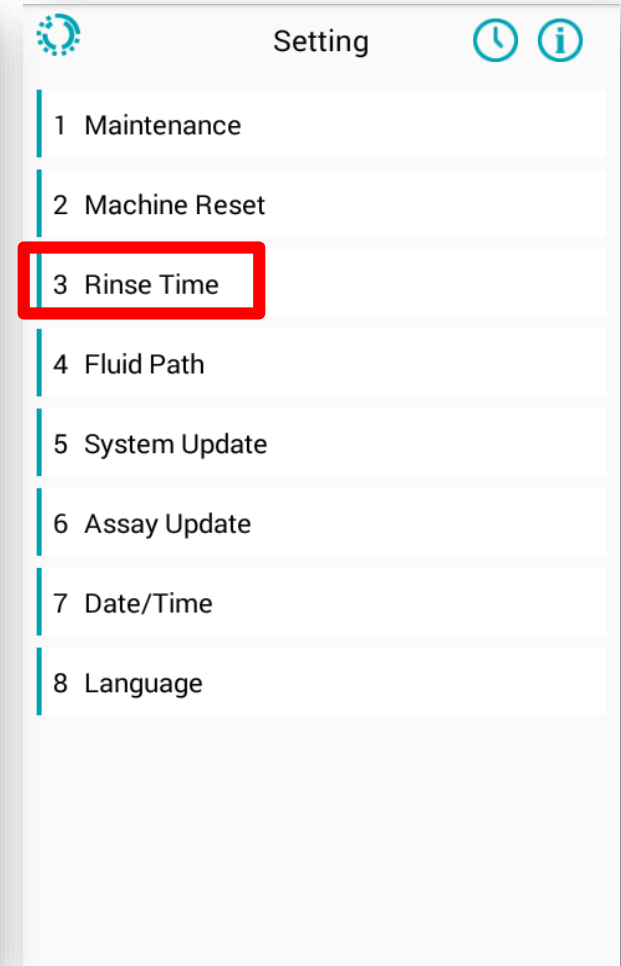 Setting
1 Maintenance
2 Machine Reset
3 Rinse Time
4 Fluid Path
5 System Update
6 Assay Update
7 Date/Time
8 Language